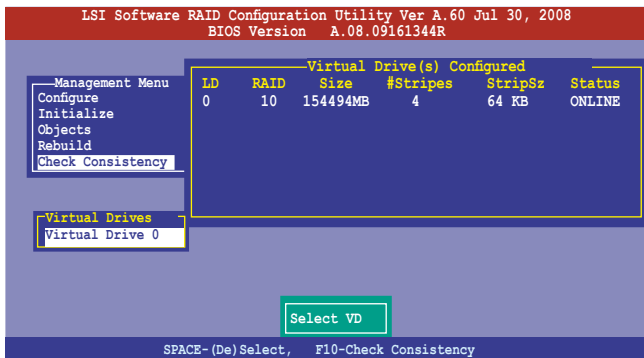 LSI Software RAID Configuration Utility Ver A.60 Jul 30, 2008
BIOS Version A.08.09161344R
Virtual Drive(s) Configured
LD RAID Size #Stripes StripSz Status
0 10 154494MB 4 64 KB ONLINE
Management Menu
Configure
Initialize
Objects
Rebuild
Check Consistency
Virtual Drives
Virtual Drive 0
Select VD
SPACE-(De)Select, F10-Check Consistency